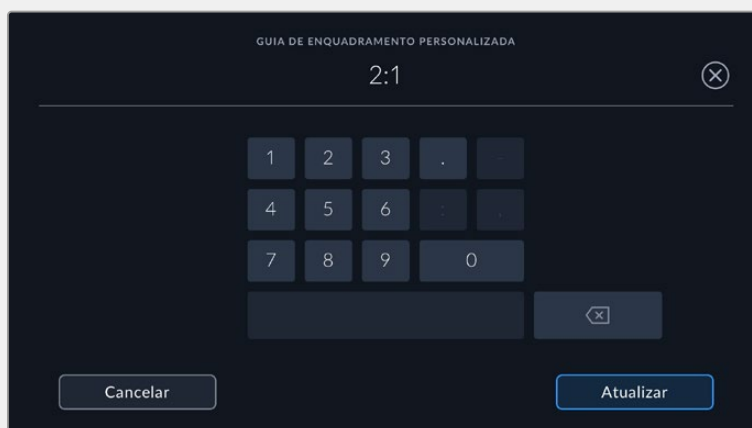 GUIA DE ENQUADRAMENTO PERSONALIZADA
2:1
1 2 3 . -
4 5 6 : ,
7 8 9 0
Cancelar Atualizar